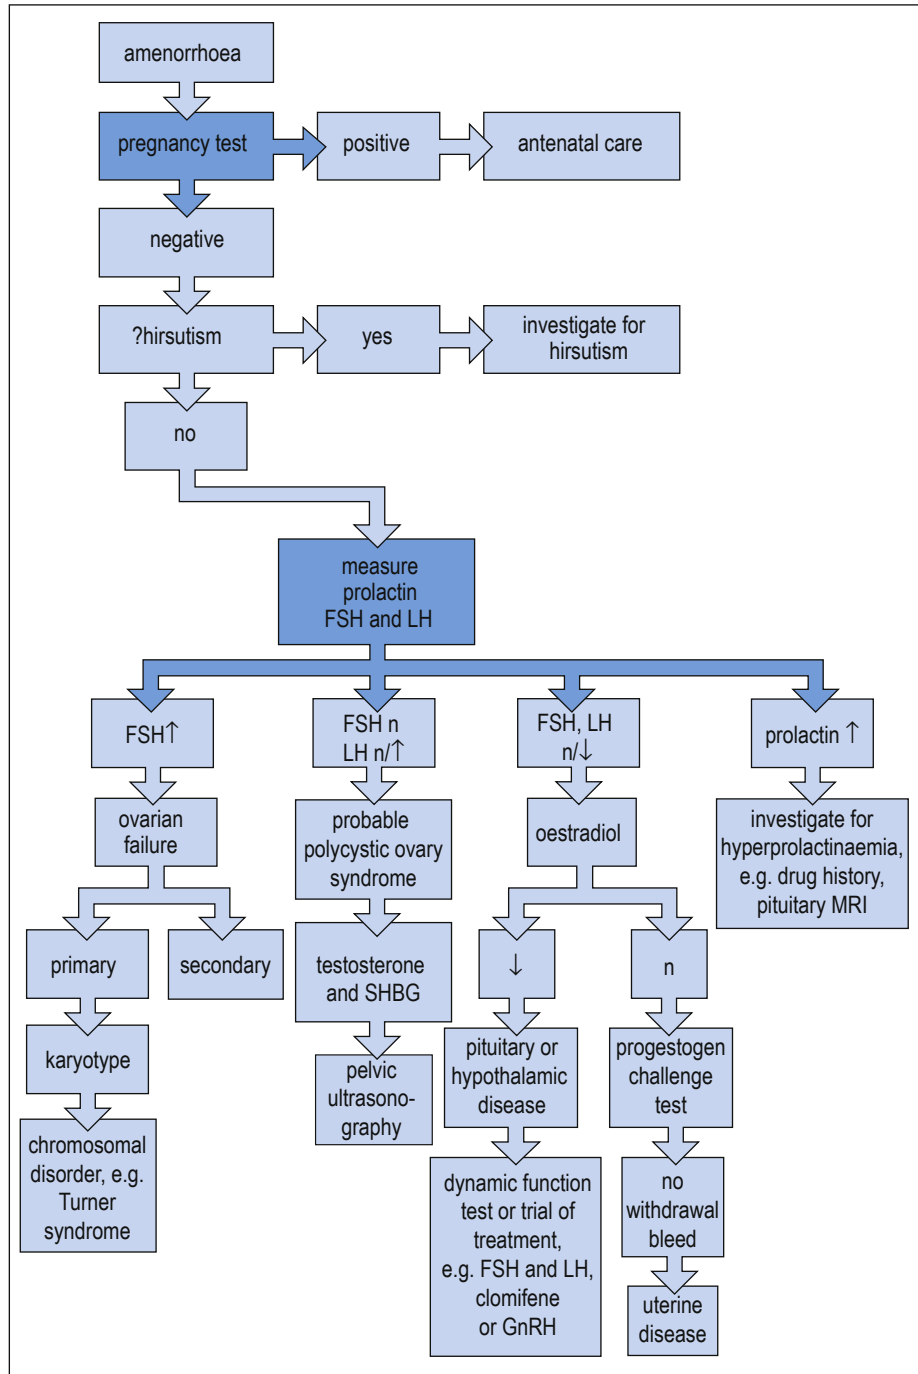 amenorrhoea
pregnancy test
positive
antenatal care
negative
?hirsutism
yes
investigate for
hirsutism
no
measure
prolactin
FSH and LH
FSH↑
FSH n
LH n/↑
FSH, LH
n/↓
prolactin ↑
ovarian
failure
probable
polycystic ovary
syndrome
oestradiol
investigate for
hyperprolactinaemia,
e.g. drug history,
pituitary MRI
primary
secondary
testosterone
and SHBG
↓
n
karyotype
pelvic
ultrasono-
graphy
pituitary or
hypothalamic
disease
progestogen
challenge
test
chromosomal
disorder, e.g.
Turner
syndrome
dynamic function
test or trial of
treatment,
e.g. FSH and LH,
clomifene
or GnRH
no
withdrawal
bleed
uterine
disease